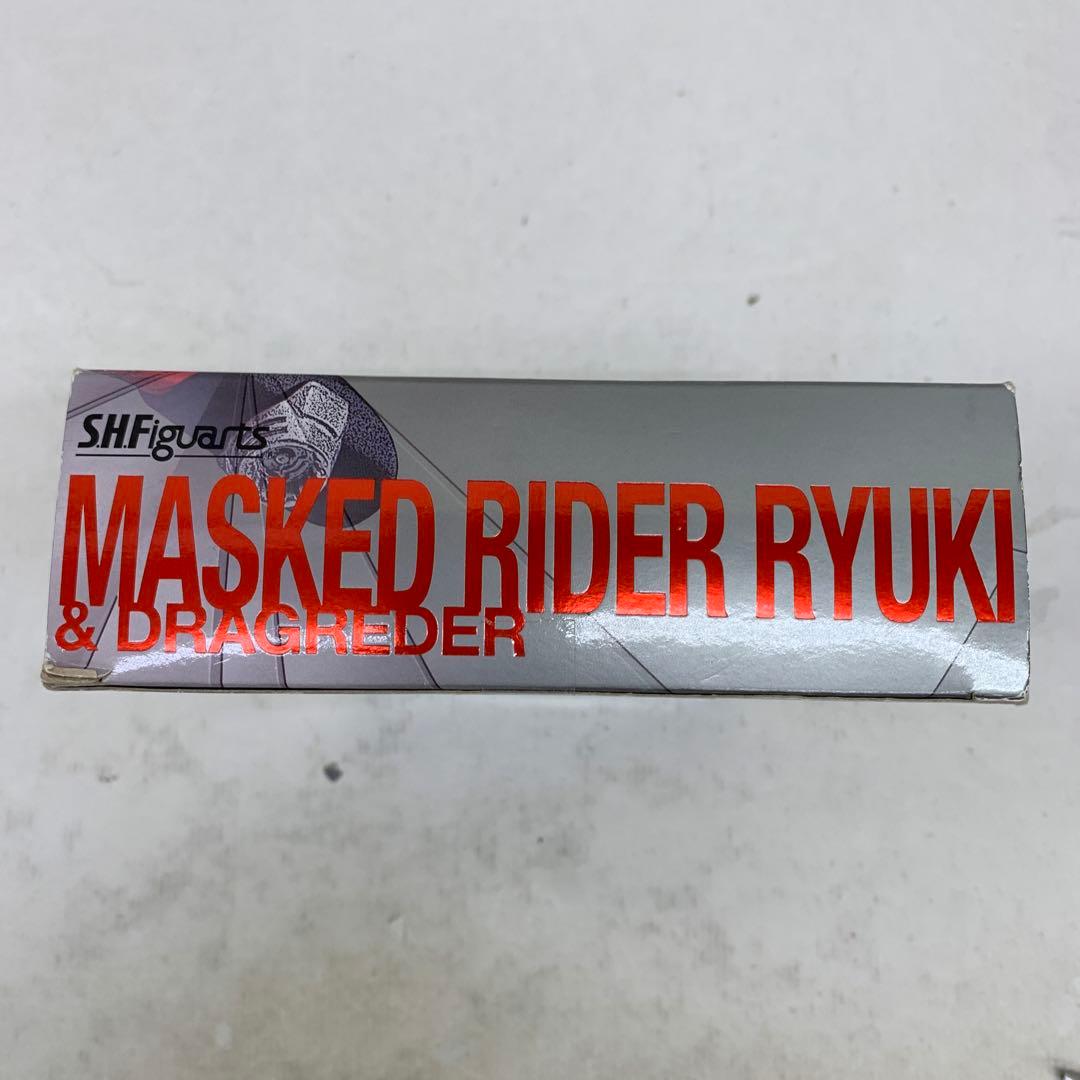 S.H.Figuarts
MASKED RIDER RYUKI
& DRAGREDER